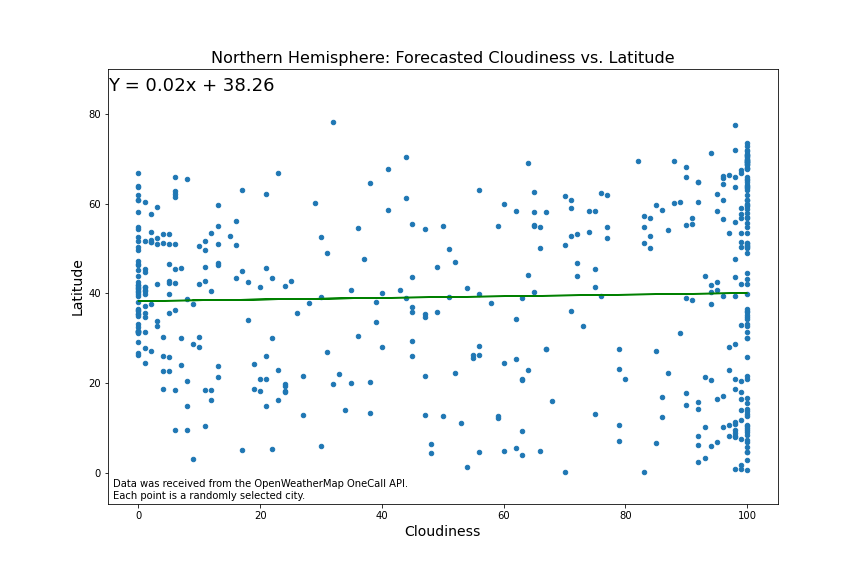 Northern Hemisphere: Forecasted Cloudiness vs. Latitude
Y = 0.02x + 38.26
80
60
40
20
0
Latitude
Data was received from the OpenWeatherMap OneCall API.
Each point is a randomly selected city.
0 20 40 60 80 100
Cloudiness